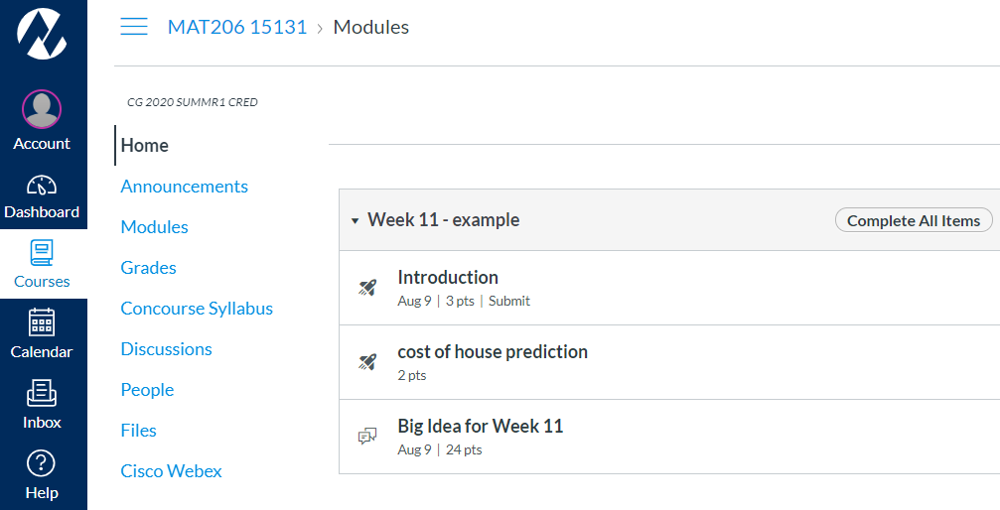 MAT206 15131 › Modules
CG 2020 SUMMR1 CRED
Account
Dashboard
Courses
Calendar
Inbox
Help
Home
Announcements
Modules
Grades
Concourse Syllabus
Discussions
People
Files
Cisco Webex
Week 11 - example
Complete All Items
Introduction
Aug 9 | 3 pts | Submit
cost of house prediction
2 pts
Big Idea for Week 11
Aug 9 | 24 pts